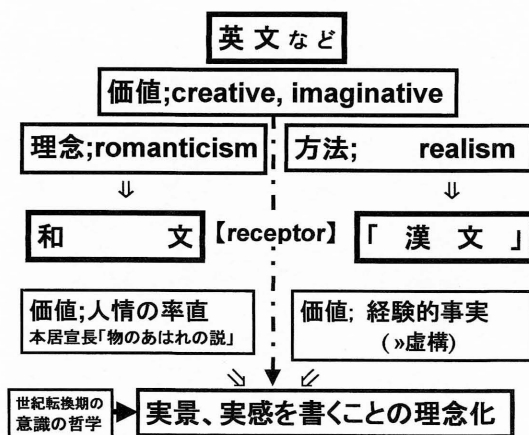 英文など
価値;creative, imaginative
理念;romanticism
方法; realism
⇓ ⇓
和 文
【receptor】
「 漢 文 」
価値;人情の率直
本居宣長「物のあはれの説」
価値; 経験的事実
(»虚構)
世紀転換期の
意識の哲学
実景、実感を書くことの理念化